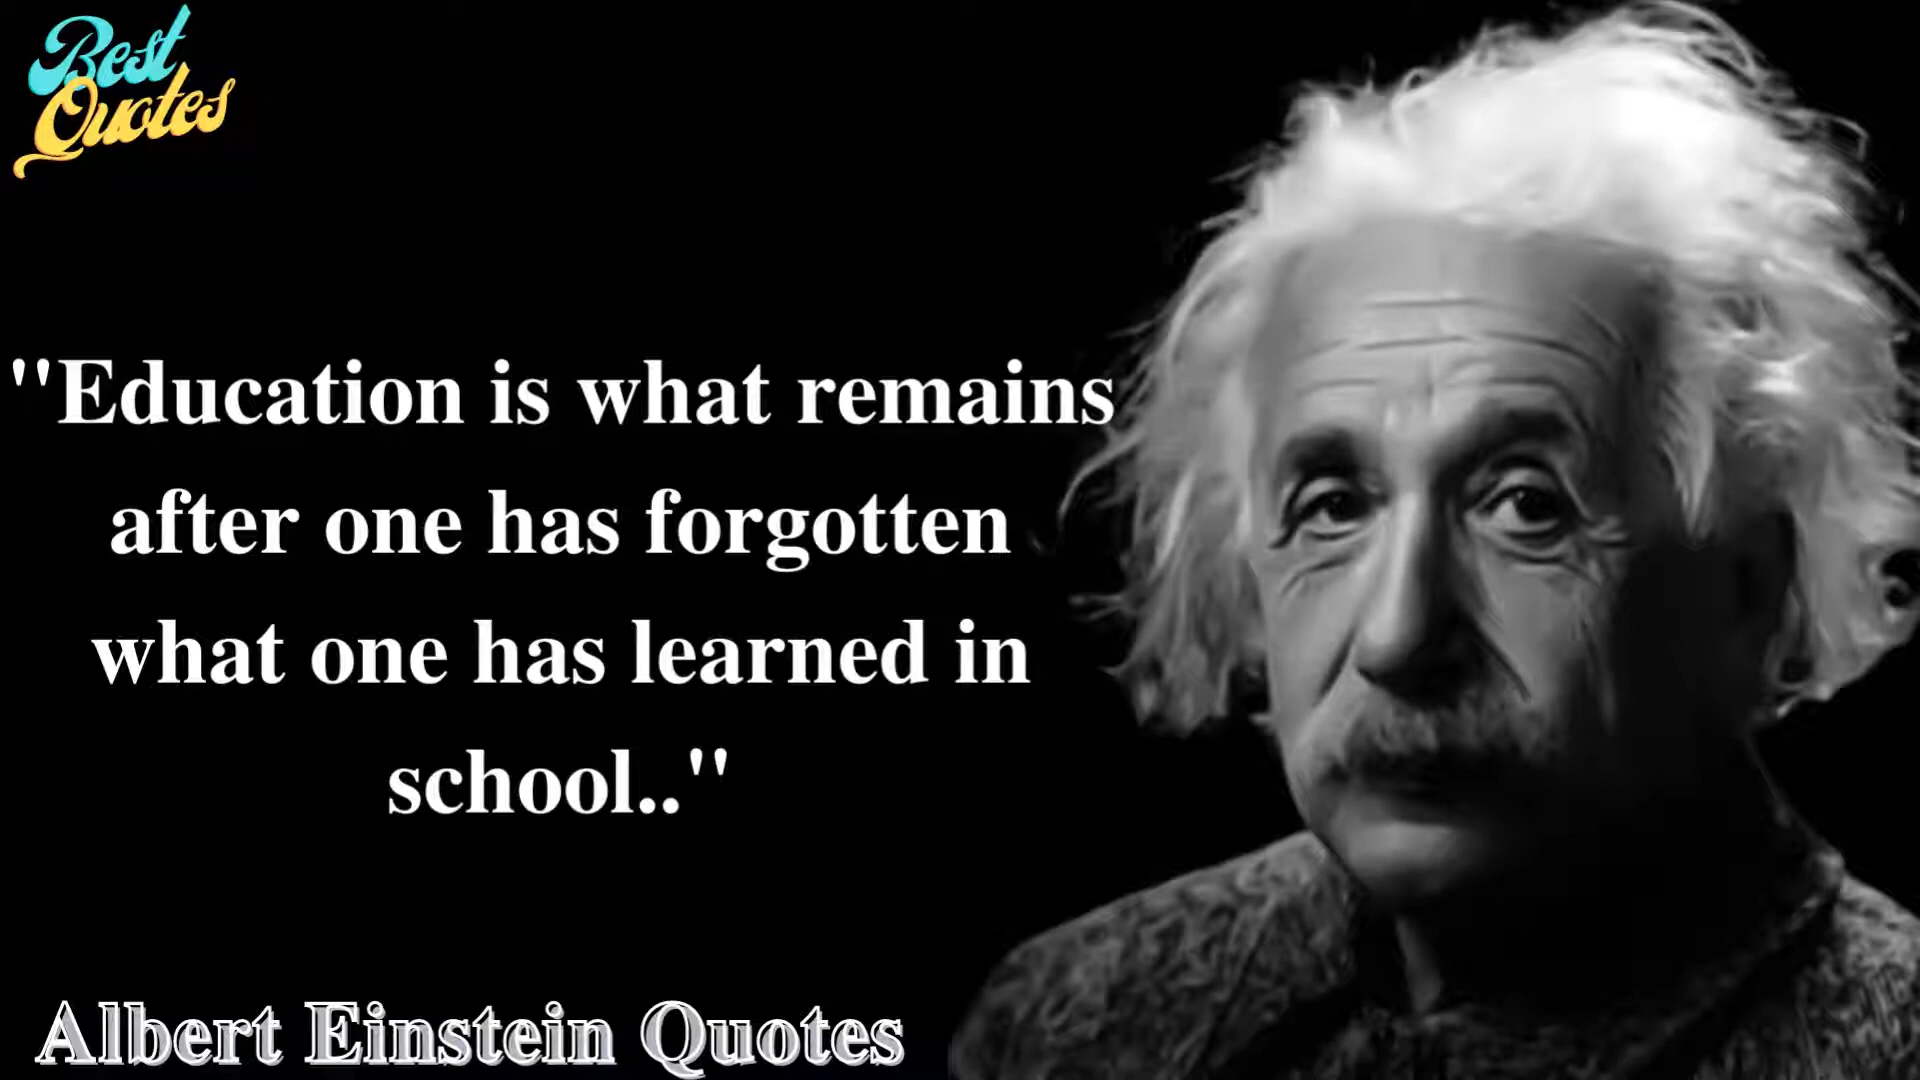 Best
Quotes
"Education is what remains
after one has forgotten
what one has learned in
school.."
Albert Einstein Quotes